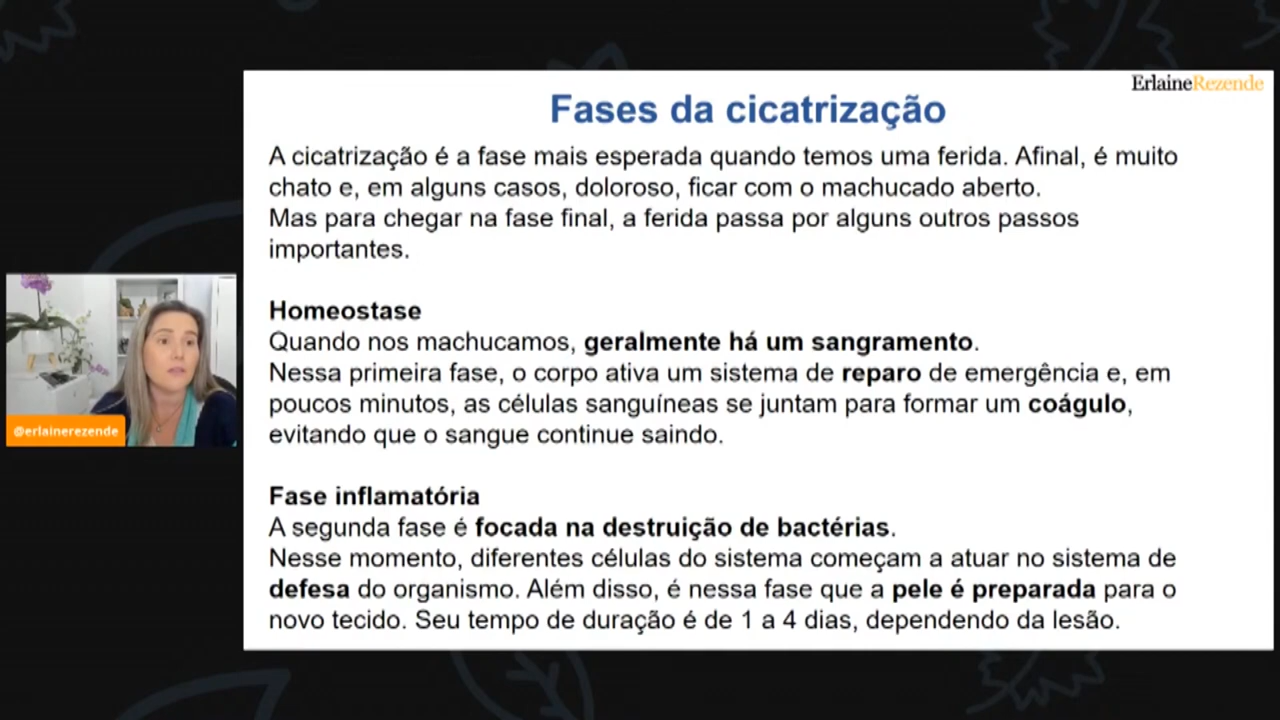 ErlaineRezende
Fases da cicatrização
A cicatrização é a fase mais esperada quando temos uma ferida. Afinal, é muito
chato e, em alguns casos, doloroso, ficar com o machucado aberto.
Mas para chegar na fase final, a ferida passa por alguns outros passos
importantes.
Homeostase
Quando nos machucamos, geralmente há um sangramento.
Nessa primeira fase, o corpo ativa um sistema de reparo de emergência e, em
poucos minutos, as células sanguíneas se juntam para formar um coágulo,
evitando que o sangue continue saindo.
Fase inflamatória
A segunda fase é focada na destruição de bactérias.
Nesse momento, diferentes células do sistema começam a atuar no sistema de
defesa do organismo. Além disso, é nessa fase que a pele é preparada para o
novo tecido. Seu tempo de duração é de 1 a 4 dias, dependendo da lesão.
@erlainerezende